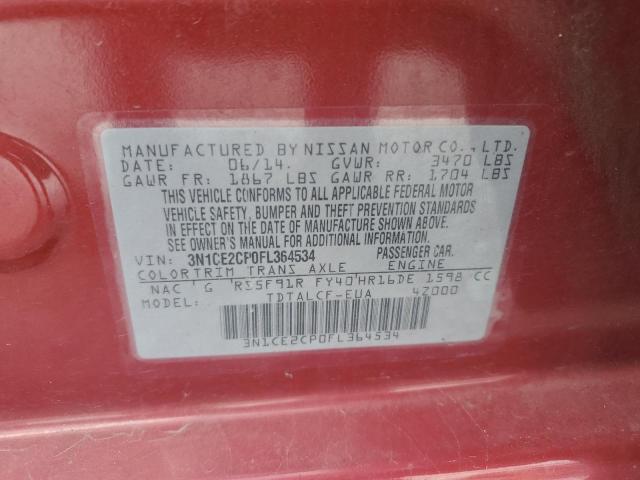 MANUFACTURED BY NISSAN MOTOR CO., LTD.
DATE: 06/14. GVWR: 3470 LBS
GAWR FR: 1867 LBS GAWR RR: 1704 LBS
THIS VEHICLE CONFORMS TO ALL APPLICABLE FEDERAL MOTOR
VEHICLE SAFETY, BUMPER AND THEFT PREVENTION STANDARDS
IN EFFECT ON THE DATE OF MANUFACTURE SHOWN ABOVE.
SEE OWNER'S MANUAL FOR ADDITIONAL INFORMATION.
VIN: 3N1CE2CP0FL364534 PASSENGER CAR.
COLOR TRIM TRANS AXLE ENGINE
NAC G RS5F91R FY40 HR16DE 1598 CC
TDTALCF-EUA 42000
3N1CE2CP0FL364534